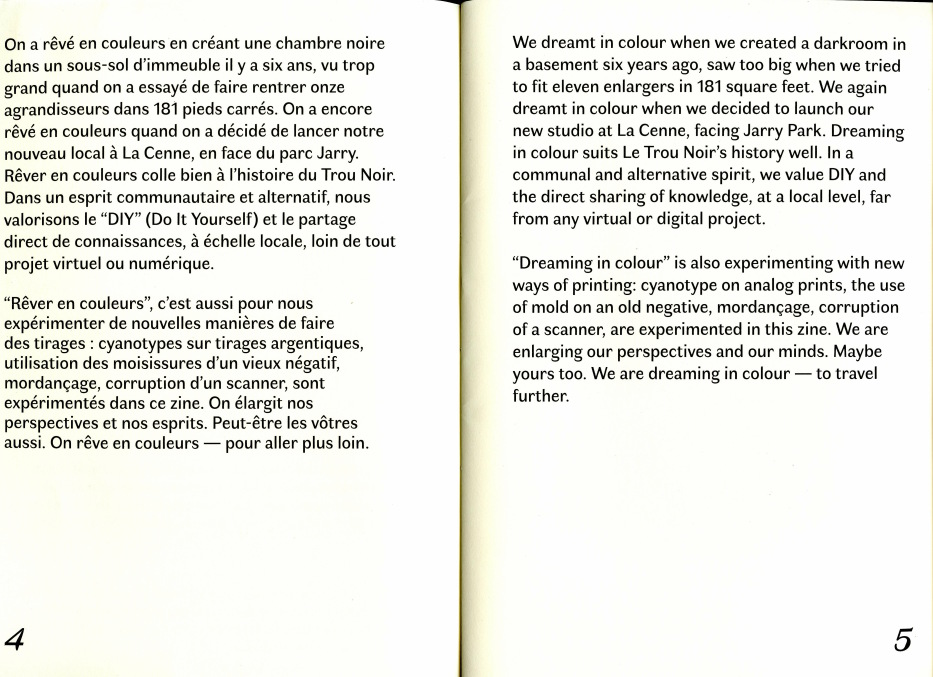 On a rêvé en couleurs en créant une chambre noire
dans un sous-sol d'immeuble il y a six ans, vu trop
grand quand on a essayé de faire rentrer onze
agrandisseurs dans 181 pieds carrés. On a encore
rêvé en couleurs quand on a décidé de lancer notre
nouveau local à La Cenne, en face du parc Jarry.
Rêver en couleurs colle bien à l'histoire du Trou Noir.
Dans un esprit communautaire et alternatif, nous
valorisons le “DIY” (Do It Yourself) et le partage
direct de connaissances, à échelle locale, loin de tout
projet virtuel ou numérique.

“Rêver en couleurs”, c'est aussi pour nous
expérimenter de nouvelles manières de faire
des tirages : cyanotypes sur tirages argentiques,
utilisation des moisissures d'un vieux négatif,
mordançage, corruption d'un scanner, sont
expérimentés dans ce zine. On élargit nos
perspectives et nos esprits. Peut-être les vôtres
aussi. On rêve en couleurs — pour aller plus loin.

4

We dreamt in colour when we created a darkroom in
a basement six years ago, saw too big when we tried
to fit eleven enlargers in 181 square feet. We again
dreamt in colour when we decided to launch our
new studio at La Cenne, facing Jarry Park. Dreaming
in colour suits Le Trou Noir's history well. In a
communal and alternative spirit, we value DIY and
the direct sharing of knowledge, at a local level, far
from any virtual or digital project.

“Dreaming in colour” is also experimenting with new
ways of printing: cyanotype on analog prints, the use
of mold on an old negative, mordançage, corruption
of a scanner, are experimented in this zine. We are
enlarging our perspectives and our minds. Maybe
yours too. We are dreaming in colour — to travel
further.

5